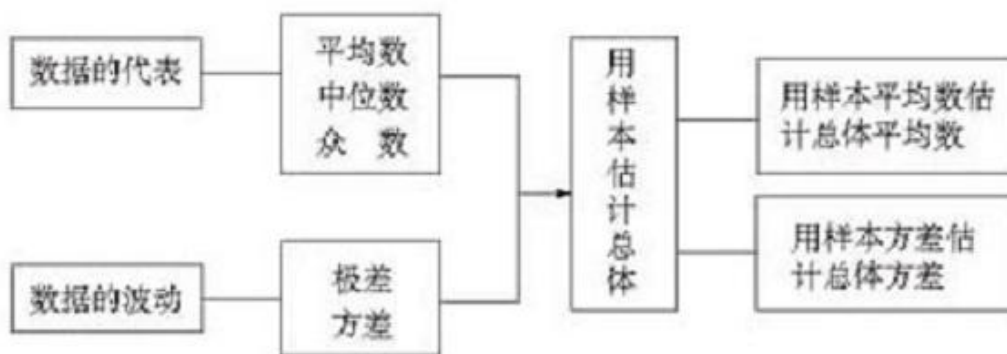 数据的代表
平均数
中位数
众 数
数据的波动
极差
方差
用样本估计总体
用样本平均数估
计总体平均数
用样本方差估
计总体方差